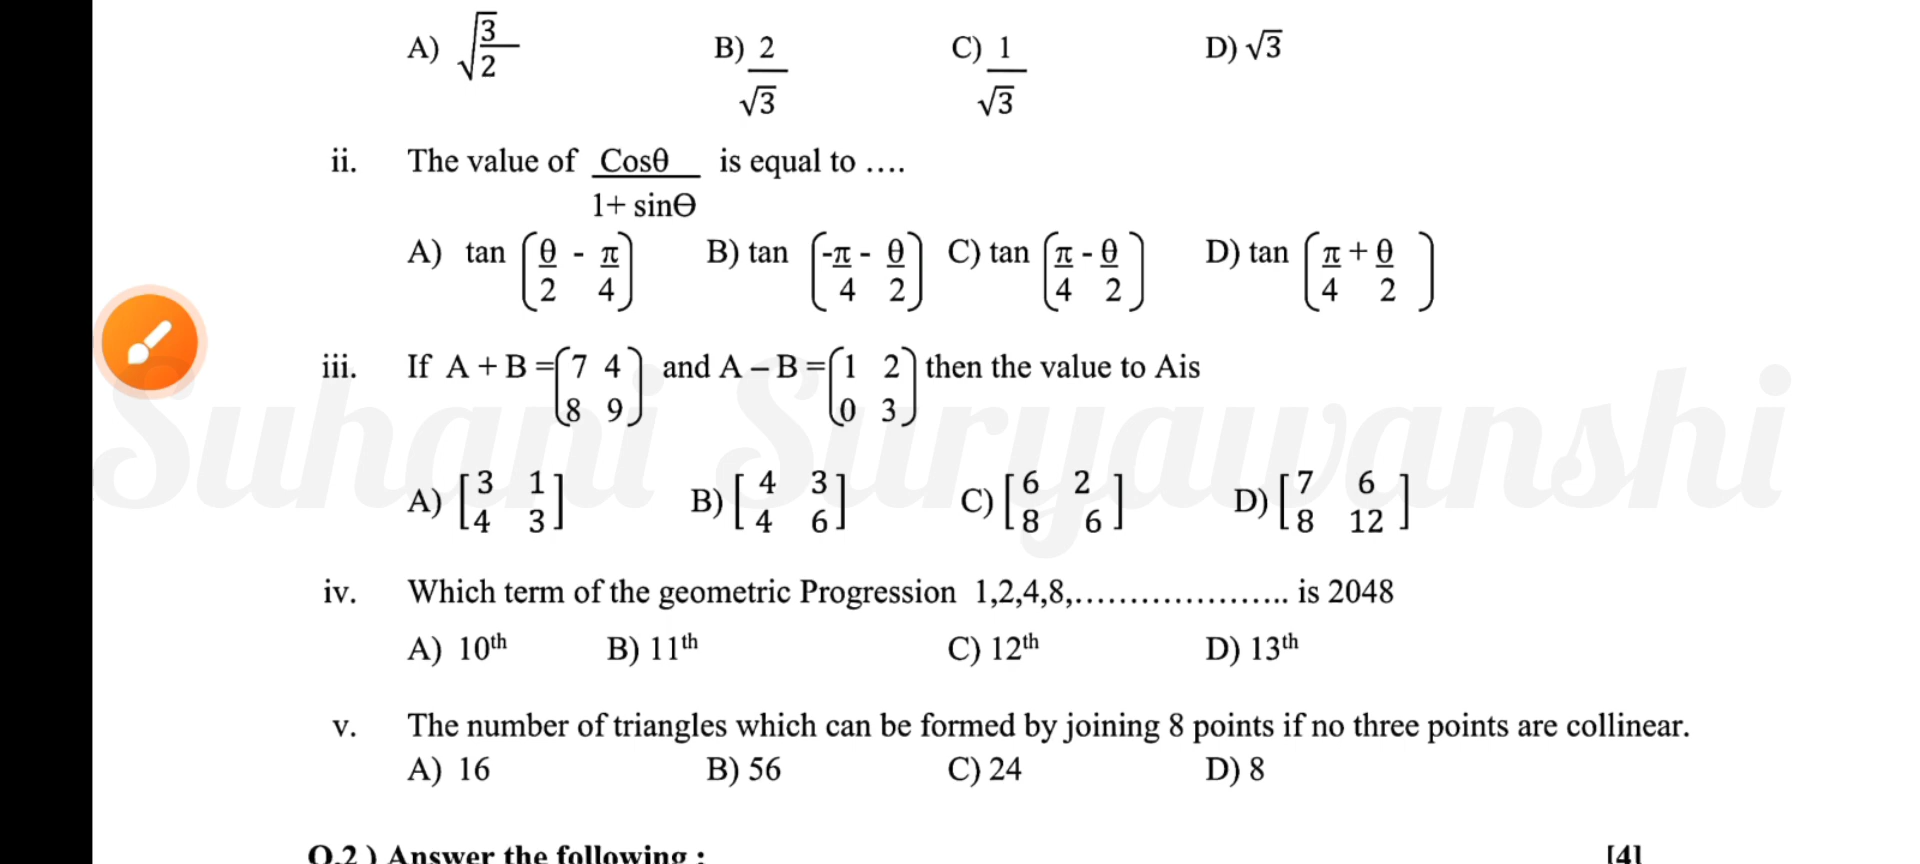 A) √3/2 B) 2/√3 C) 1/√3 D) √3
ii. The value of Cosθ/1+ sinΘ is equal to ....
A) tan (θ/2 - π/4) B) tan (-π/4 - θ/2) C) tan (π/4 - θ/2) D) tan (π/4 + θ/2)
iii. If A + B = (7 4 and A – B = (1 2 then the value to Ais
8 9) 0 3)
A) [3 1 B) [4 3 C) [6 2 D) [7 6
4 3] 4 6] 8 6] 8 12]
iv. Which term of the geometric Progression 1,2,4,8,..................... is 2048
A) 10th B) 11th C) 12th D) 13th
v. The number of triangles which can be formed by joining 8 points if no three points are collinear.
A) 16 B) 56 C) 24 D) 8
Q.2 ) Answer the following : [4]
Suhani Suryawanshi